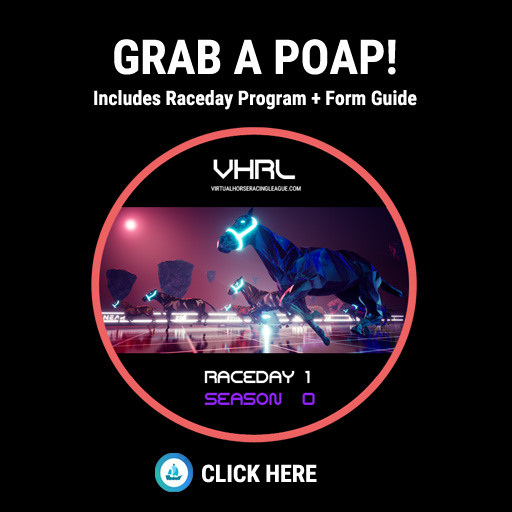 GRAB A POAP!
Includes Raceday Program + Form Guide
VHRL
VIRTUALHORSERACINGLEAGUE.COM
RACEDAY 1
SEASON 0
CLICK HERE